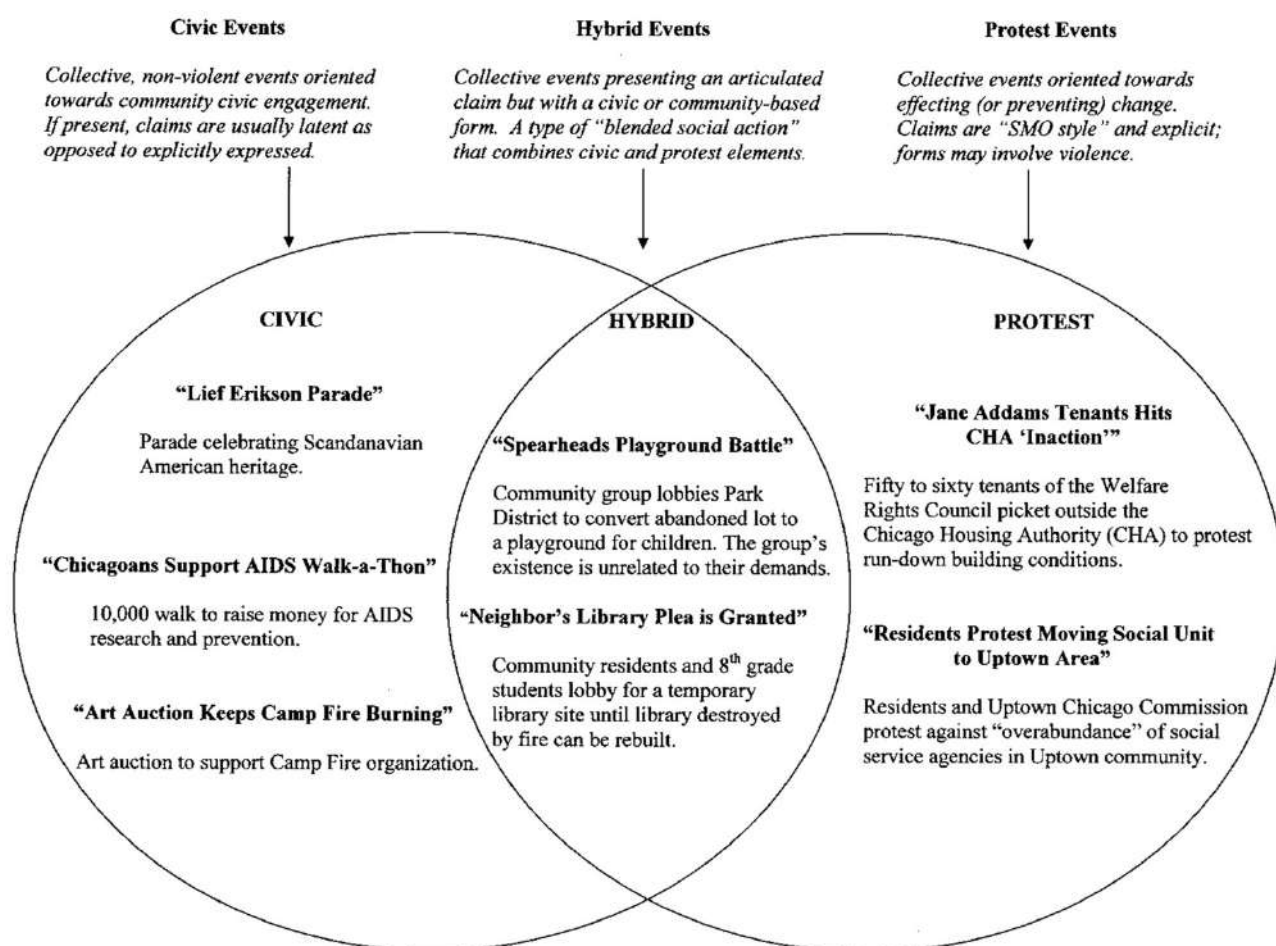 Civic Events
Collective, non-violent events oriented
towards community civic engagement.
If present, claims are usually latent as
opposed to explicitly expressed.
Hybrid Events
Collective events presenting an articulated
claim but with a civic or community-based
form. A type of “blended social action”
that combines civic and protest elements.
Protest Events
Collective events oriented towards
effecting (or preventing) change.
Claims are “SMO style” and explicit;
forms may involve violence.
CIVIC
“Lief Erikson Parade”
Parade celebrating Scandanavian
American heritage.
“Chicagoans Support AIDS Walk-a-Thon”
10,000 walk to raise money for AIDS
research and prevention.
“Art Auction Keeps Camp Fire Burning”
Art auction to support Camp Fire organization.
HYBRID
“Spearheads Playground Battle”
Community group lobbies Park
District to convert abandoned lot to
a playground for children. The group’s
existence is unrelated to their demands.
“Neighbor’s Library Plea is Granted”
Community residents and 8th grade
students lobby for a temporary
library site until library destroyed
by fire can be rebuilt.
PROTEST
“Jane Addams Tenants Hits
CHA ‘Inaction’”
Fifty to sixty tenants of the Welfare
Rights Council picket outside the
Chicago Housing Authority (CHA) to protest
run-down building conditions.
“Residents Protest Moving Social Unit
to Uptown Area”
Residents and Uptown Chicago Commission
protest against “overabundance” of social
service agencies in Uptown community.